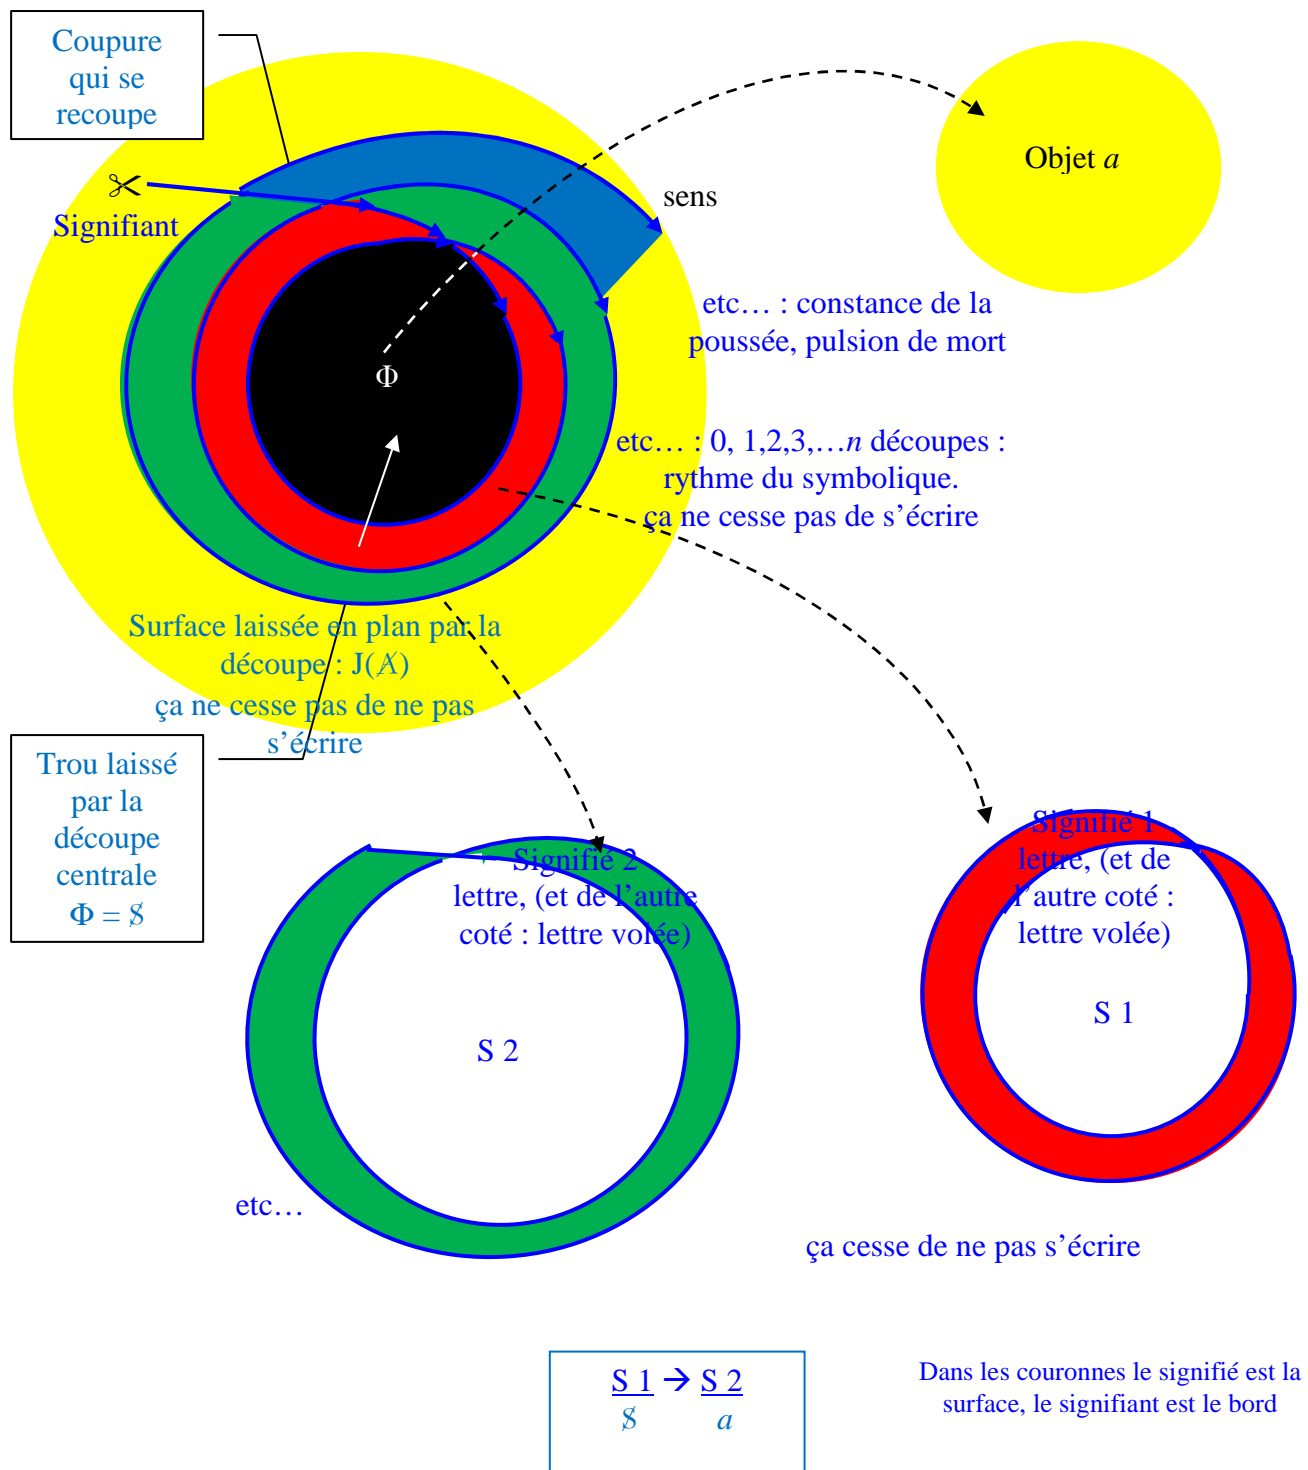 Coupure
qui se
recoupe
Objet a
sens
Signifiant
etc… : constance de la
poussée, pulsion de mort
Φ
etc… : 0, 1,2,3,…n découpes :
rythme du symbolique.
ça ne cesse pas de s’écrire
Surface laissée en plan par la
découpe : J(A̸)
ça ne cesse pas de ne pas
s’écrire
Trou laissé
par la
découpe
centrale
Φ = $
Signifié 1
lettre, (et de
l’autre coté :
lettre volée)
S 1
Signifié 2
lettre, (et de l’autre
coté : lettre volée)
S 2
etc…
ça cesse de ne pas s’écrire
S 1 → S 2
$ a
Dans les couronnes le signifié est la
surface, le signifiant est le bord